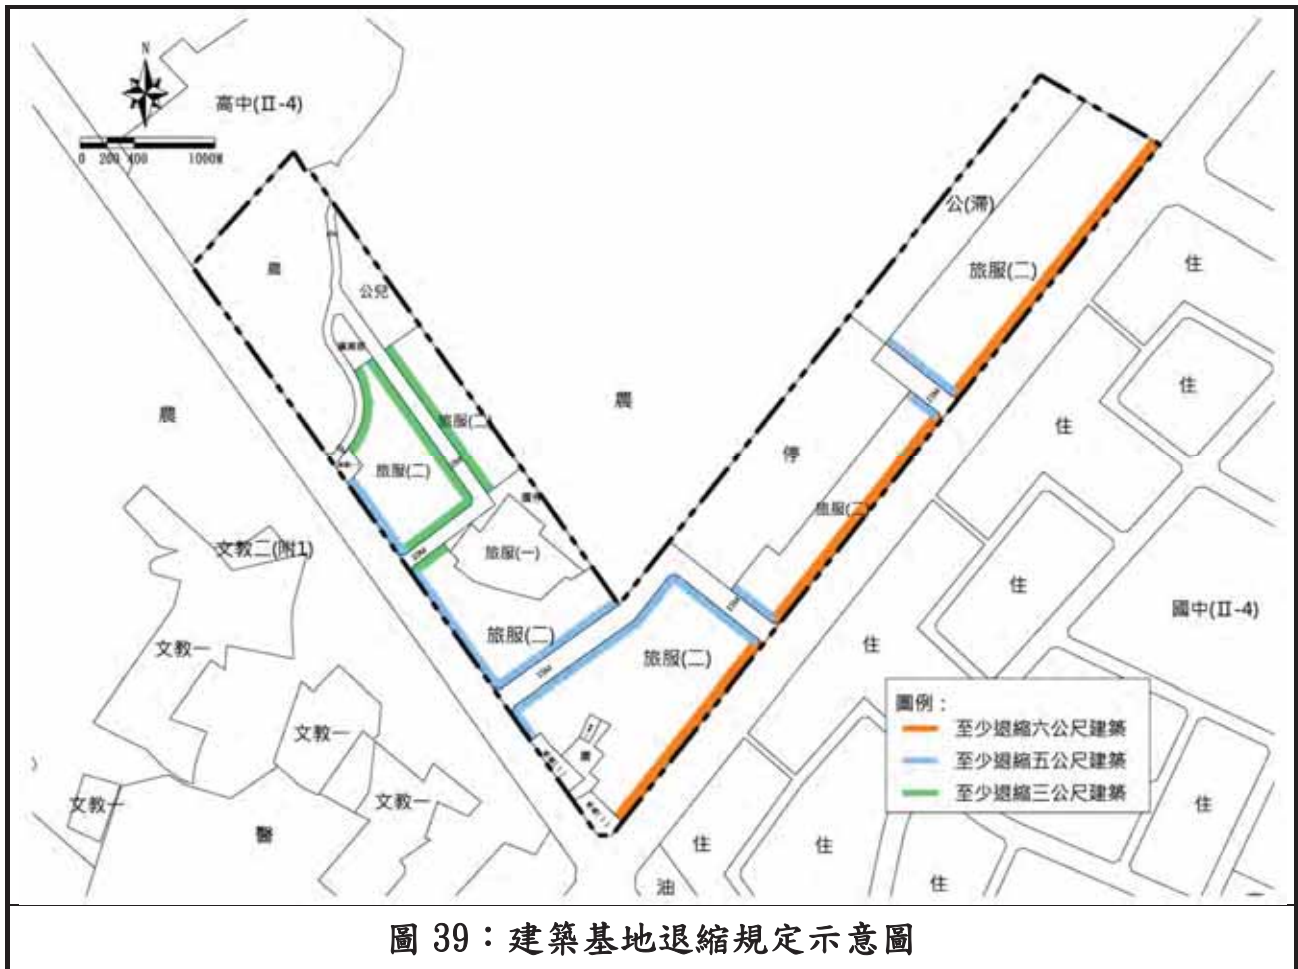 N
高中(II-4)
0 200 400 1000M
公(滯)
旅服(二)
住
農
公兒
住
農
農
旅服(二)
住
停
旅服(二)
旅服(二)
10M
文教二(附1)
旅服(一)
住
國中(II-4)
15M
旅服(二)
文教一
住
旅服(二)
15M
圖例：
至少退縮六公尺建築
至少退縮五公尺建築
至少退縮三公尺建築
文教一
文教一
文教一
住
醫
住
住
油
住
圖 39：建築基地退縮規定示意圖